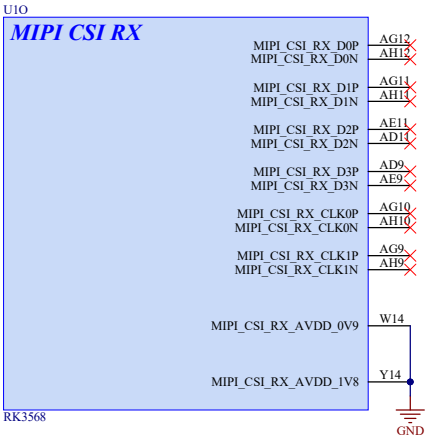 U1O
MIPI CSI RX
MIPI_CSI_RX_D0P AG12
MIPI_CSI_RX_D0N AH12
MIPI_CSI_RX_D1P AG11
MIPI_CSI_RX_D1N AH11
MIPI_CSI_RX_D2P AE11
MIPI_CSI_RX_D2N AD11
MIPI_CSI_RX_D3P AD9
MIPI_CSI_RX_D3N AE9
MIPI_CSI_RX_CLK0P AG10
MIPI_CSI_RX_CLK0N AH10
MIPI_CSI_RX_CLK1P AG9
MIPI_CSI_RX_CLK1N AH9
MIPI_CSI_RX_AVDD_0V9 W14
MIPI_CSI_RX_AVDD_1V8 Y14
RK3568
GND